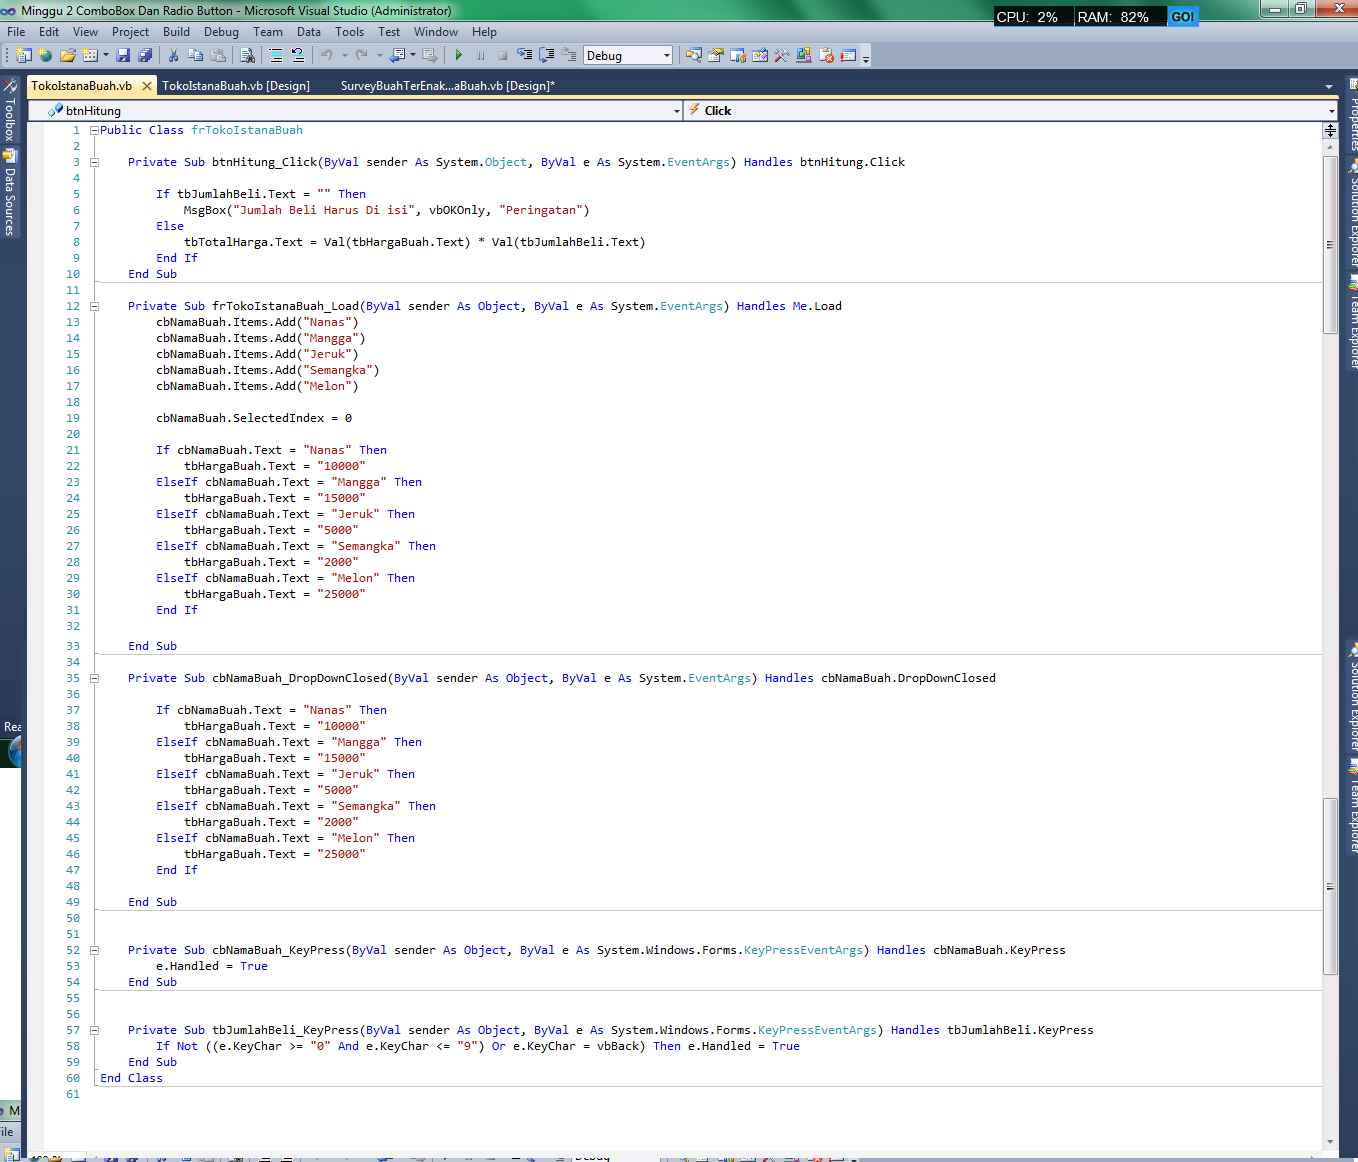 Minggu 2 ComboBox Dan Radio Button - Microsoft Visual Studio (Administrator)
CPU: 2% RAM: 82% GO!
File Edit View Project Build Debug Team Data Tools Test Window Help
Debug
TokoIstanaBuah.vb TokoIstanaBuah.vb [Design] SurveyBuahTerEnak...aBuah.vb [Design]*
btnHitung Click
Toolbox
Data Sources
Properties
Solution Explorer
Team Explorer
Solution Explorer
Team Explorer
1 Public Class frTokoIstanaBuah
2
3 Private Sub btnHitung_Click(ByVal sender As System.Object, ByVal e As System.EventArgs) Handles btnHitung.Click
4
5 If tbJumlahBeli.Text = "" Then
6 MsgBox("Jumlah Beli Harus Di isi", vbOKOnly, "Peringatan")
7 Else
8 tbTotalHarga.Text = Val(tbHargaBuah.Text) * Val(tbJumlahBeli.Text)
9 End If
10 End Sub
11
12 Private Sub frTokoIstanaBuah_Load(ByVal sender As Object, ByVal e As System.EventArgs) Handles Me.Load
13 cbNamaBuah.Items.Add("Nanas")
14 cbNamaBuah.Items.Add("Mangga")
15 cbNamaBuah.Items.Add("Jeruk")
16 cbNamaBuah.Items.Add("Semangka")
17 cbNamaBuah.Items.Add("Melon")
18
19 cbNamaBuah.SelectedIndex = 0
20
21 If cbNamaBuah.Text = "Nanas" Then
22 tbHargaBuah.Text = "10000"
23 ElseIf cbNamaBuah.Text = "Mangga" Then
24 tbHargaBuah.Text = "15000"
25 ElseIf cbNamaBuah.Text = "Jeruk" Then
26 tbHargaBuah.Text = "5000"
27 ElseIf cbNamaBuah.Text = "Semangka" Then
28 tbHargaBuah.Text = "2000"
29 ElseIf cbNamaBuah.Text = "Melon" Then
30 tbHargaBuah.Text = "25000"
31 End If
32
33 End Sub
34
35 Private Sub cbNamaBuah_DropDownClosed(ByVal sender As Object, ByVal e As System.EventArgs) Handles cbNamaBuah.DropDownClosed
36
37 If cbNamaBuah.Text = "Nanas" Then
38 tbHargaBuah.Text = "10000"
39 ElseIf cbNamaBuah.Text = "Mangga" Then
40 tbHargaBuah.Text = "15000"
41 ElseIf cbNamaBuah.Text = "Jeruk" Then
42 tbHargaBuah.Text = "5000"
43 ElseIf cbNamaBuah.Text = "Semangka" Then
44 tbHargaBuah.Text = "2000"
45 ElseIf cbNamaBuah.Text = "Melon" Then
46 tbHargaBuah.Text = "25000"
47 End If
48
49 End Sub
50
51
52 Private Sub cbNamaBuah_KeyPress(ByVal sender As Object, ByVal e As System.Windows.Forms.KeyPressEventArgs) Handles cbNamaBuah.KeyPress
53 e.Handled = True
54 End Sub
55
56
57 Private Sub tbJumlahBeli_KeyPress(ByVal sender As Object, ByVal e As System.Windows.Forms.KeyPressEventArgs) Handles tbJumlahBeli.KeyPress
58 If Not ((e.KeyChar >= "0" And e.KeyChar <= "9") Or e.KeyChar = vbBack) Then e.Handled = True
59 End Sub
60 End Class
61
Rea
M
ile
Debug